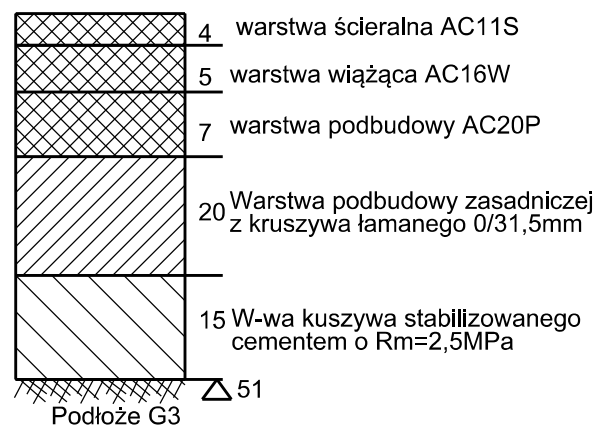 4 warstwa ścieralna AC11S
5 warstwa wiążąca AC16W
7 warstwa podbudowy AC20P
20 Warstwa podbudowy zasadniczej
z kruszywa łamanego 0/31,5mm
15 W-wa kuszywa stabilizowanego
cementem o Rm=2,5MPa
51
Podłoże G3